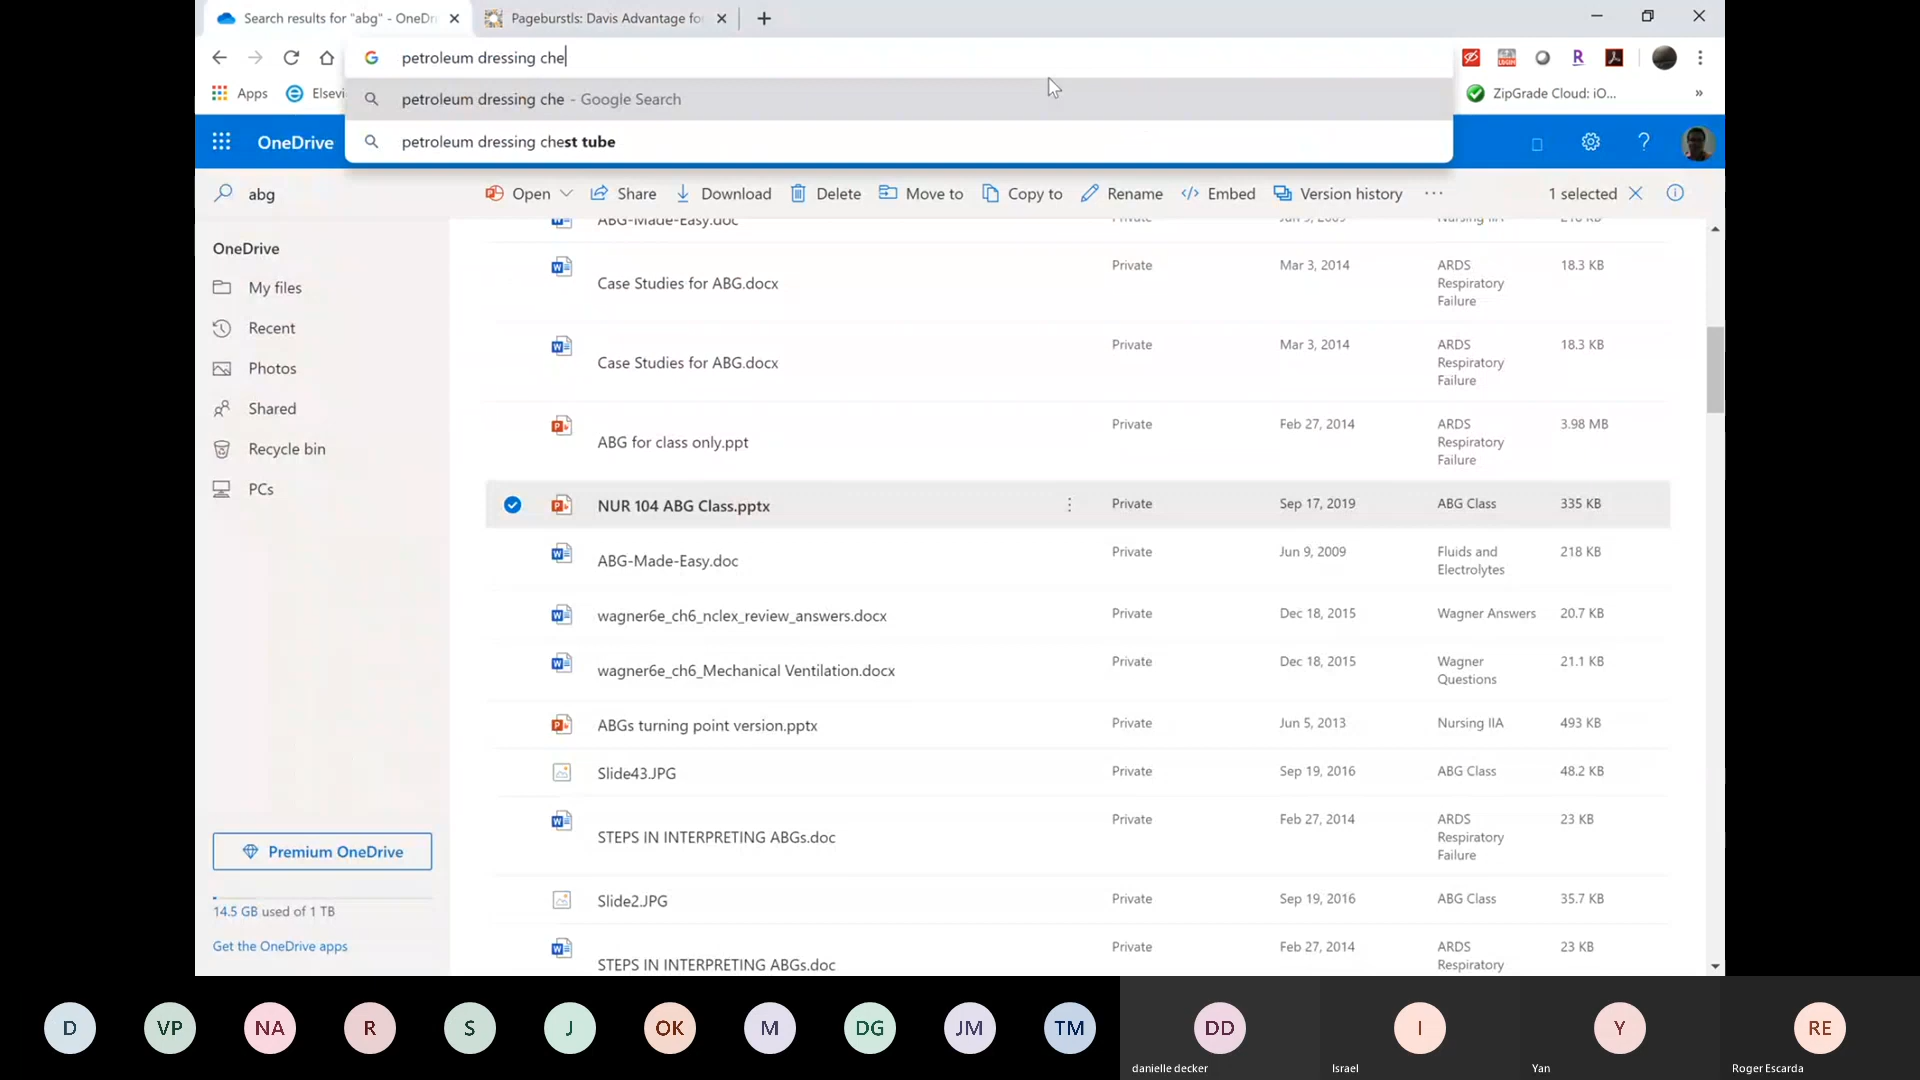 Search results for "abg" - OneDr
Pageburstls: Davis Advantage fo
petroleum dressing che
Apps
Elsevi
petroleum dressing che - Google Search
petroleum dressing chest tube
ZipGrade Cloud: iO...
»
OneDrive
?
abg
Open
Share
Download
Delete
Move to
Copy to
Rename
Embed
Version history
...
1 selected
OneDrive
My files
Recent
Photos
Shared
Recycle bin
PCs
Premium OneDrive
14.5 GB used of 1 TB
Get the OneDrive apps
ABG-Made-Easy.doc Private Jun 9, 2009 Nursing IIA 218 KB
Case Studies for ABG.docx Private Mar 3, 2014 ARDS 18.3 KB
Respiratory
Failure
Case Studies for ABG.docx Private Mar 3, 2014 ARDS 18.3 KB
Respiratory
Failure
ABG for class only.ppt Private Feb 27, 2014 ARDS 3.98 MB
Respiratory
Failure
NUR 104 ABG Class.pptx Private Sep 17, 2019 ABG Class 335 KB
ABG-Made-Easy.doc Private Jun 9, 2009 Fluids and 218 KB
Electrolytes
wagner6e_ch6_nclex_review_answers.docx Private Dec 18, 2015 Wagner Answers 20.7 KB
wagner6e_ch6_Mechanical Ventilation.docx Private Dec 18, 2015 Wagner 21.1 KB
Questions
ABGs turning point version.pptx Private Jun 5, 2013 Nursing IIA 493 KB
Slide43.JPG Private Sep 19, 2016 ABG Class 48.2 KB
STEPS IN INTERPRETING ABGs.doc Private Feb 27, 2014 ARDS 23 KB
Respiratory
Failure
Slide2.JPG Private Sep 19, 2016 ABG Class 35.7 KB
STEPS IN INTERPRETING ABGs.doc Private Feb 27, 2014 ARDS 23 KB
Respiratory
D VP NA R S J OK M DG JM TM DD I Y RE
danielle decker Israel Yan Roger Escarda